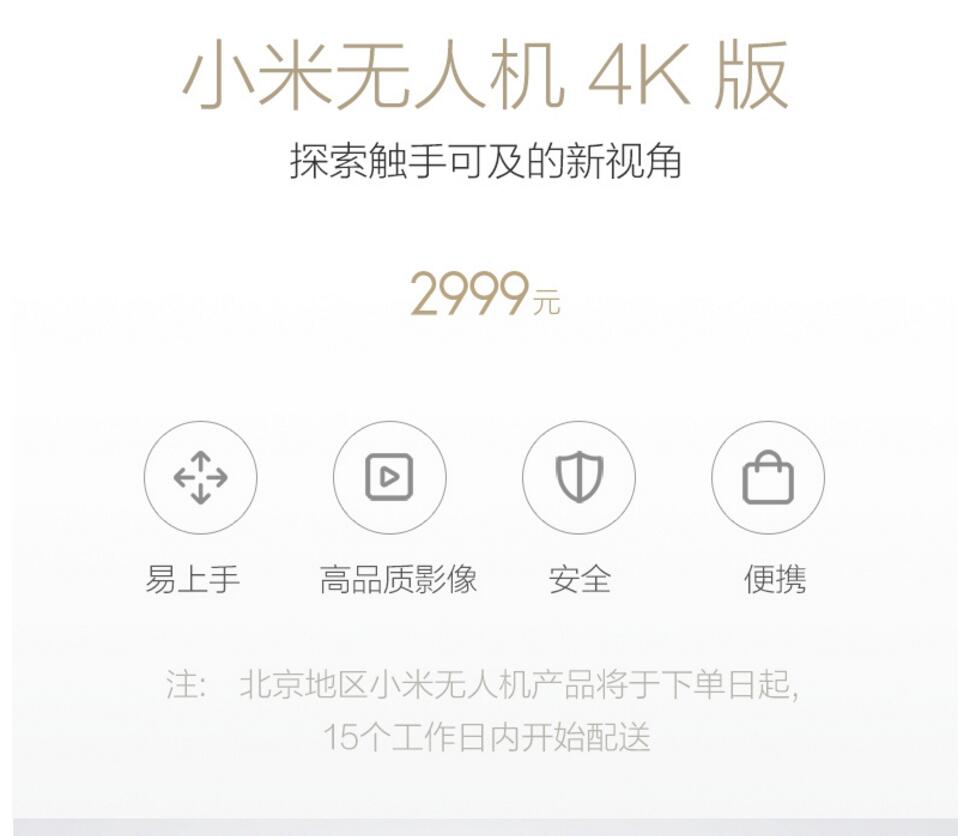 小米无人机 4K 版
探索触手可及的新视角
2999元
易上手 高品质影像 安全 便携
注: 北京地区小米无人机产品将于下单日起,
15个工作日内开始配送